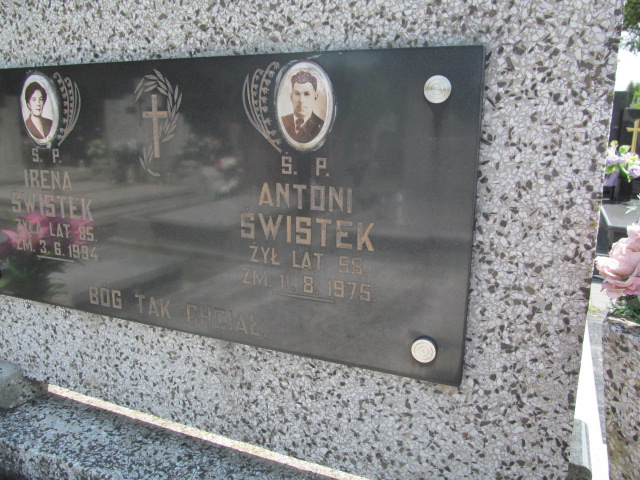 Ś. P.
IRENA
ŚWISTEK
ŻYŁA LAT 85.
ZM. 3. 6. 1994.
Ś. P.
ANTONI
ŚWISTEK
ŻYŁ LAT
ZM. 11. 8. 1975.
BÓG TAK CHCIAŁ.